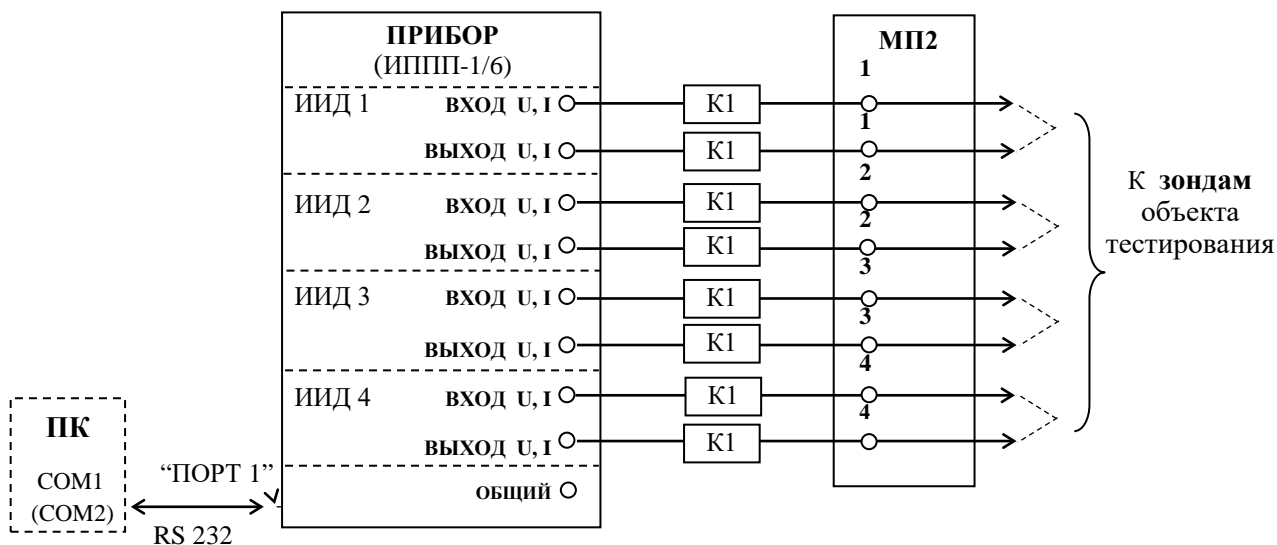 ПРИБОР
(ИППП-1/6)
МП2
1
ИИД 1 ВХОД U, I К1
1
ВЫХОД U, I К1
2
ИИД 2 ВХОД U, I К1
2
ВЫХОД U, I К1
3
ИИД 3 ВХОД U, I К1
3
ВЫХОД U, I К1
4
ИИД 4 ВХОД U, I К1
4
ВЫХОД U, I К1
ОБЩИЙ
К зондам
объекта
тестирования
ПК
COM1
(COM2)
“ПОРТ 1”
RS 232